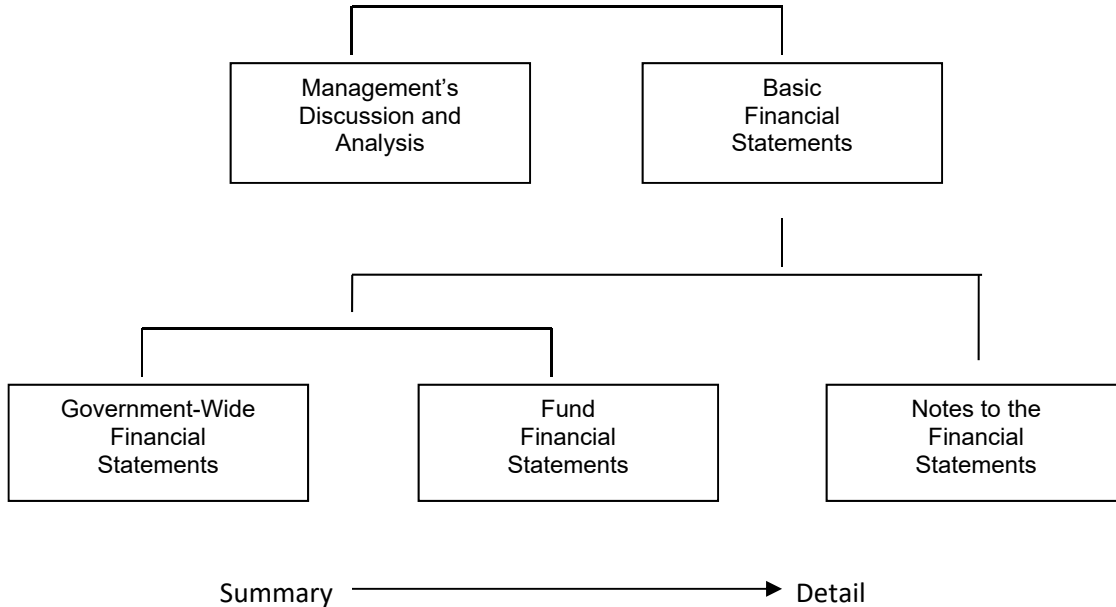 Management’s
Discussion and
Analysis
Basic
Financial
Statements
Government-Wide
Financial
Statements
Fund
Financial
Statements
Notes to the
Financial
Statements
Summary
Detail